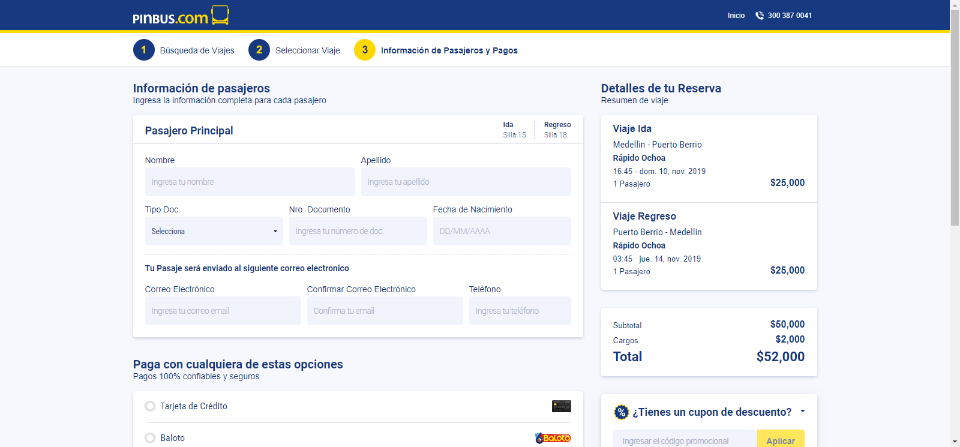 PINBUS.com
Inicio 300 387 0041
1 Búsqueda de Viajes 2 Seleccionar Viaje 3 Información de Pasajeros y Pagos
Información de pasajeros
Ingresa la información completa para cada pasajero
Pasajero Principal
Ida Regreso
Silla 15 Silla 18
Nombre Apellido
Ingresa tu nombre Ingresa tu apellido
Tipo Doc. Nro. Documento Fecha de Nacimiento
Selecciona Ingresa tu número de doc. DD/MM/AAAA
Tu Pasaje será enviado al siguiente correo electronico
Correo Electrónico Confirmar Correo Electrónico Teléfono
Ingresa tu correo email Confirma tu email Ingresa tu teléfono
Paga con cualquiera de estas opciones
Pagos 100% confiables y seguros
Tarjeta de Crédito
Baloto Baloto
Detalles de tu Reserva
Resumen de viaje
Viaje Ida
Medellin - Puerto Berrio
Rápido Ochoa
16:45 - dom. 10, nov. 2019
1 Pasajero $25,000
Viaje Regreso
Puerto Berrio - Medellin
Rápido Ochoa
03:45 - jue. 14, nov. 2019
1 Pasajero $25,000
Subtotal $50,000
Cargos $2,000
Total $52,000
% ¿Tienes un cupon de descuento?
Ingresar el código promocional Aplicar